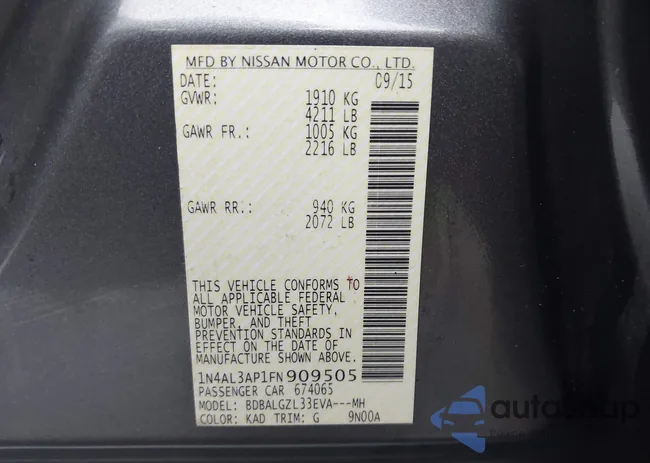 MFD BY NISSAN MOTOR CO., LTD.
DATE: 09/15
GVWR: 1910 KG
4211 LB
GAWR FR.: 1005 KG
2216 LB
GAWR RR.: 940 KG
2072 LB
THIS VEHICLE CONFORMS TO
ALL APPLICABLE FEDERAL
MOTOR VEHICLE SAFETY,
BUMPER, AND THEFT
PREVENTION STANDARDS IN
EFFECT ON THE DATE OF
MANUFACTURE SHOWN ABOVE.
1N4AL3AP1FN909505
PASSENGER CAR 674065
MODEL: BDBALGZL33EVA---MH
COLOR: KAD TRIM: G 9N00A